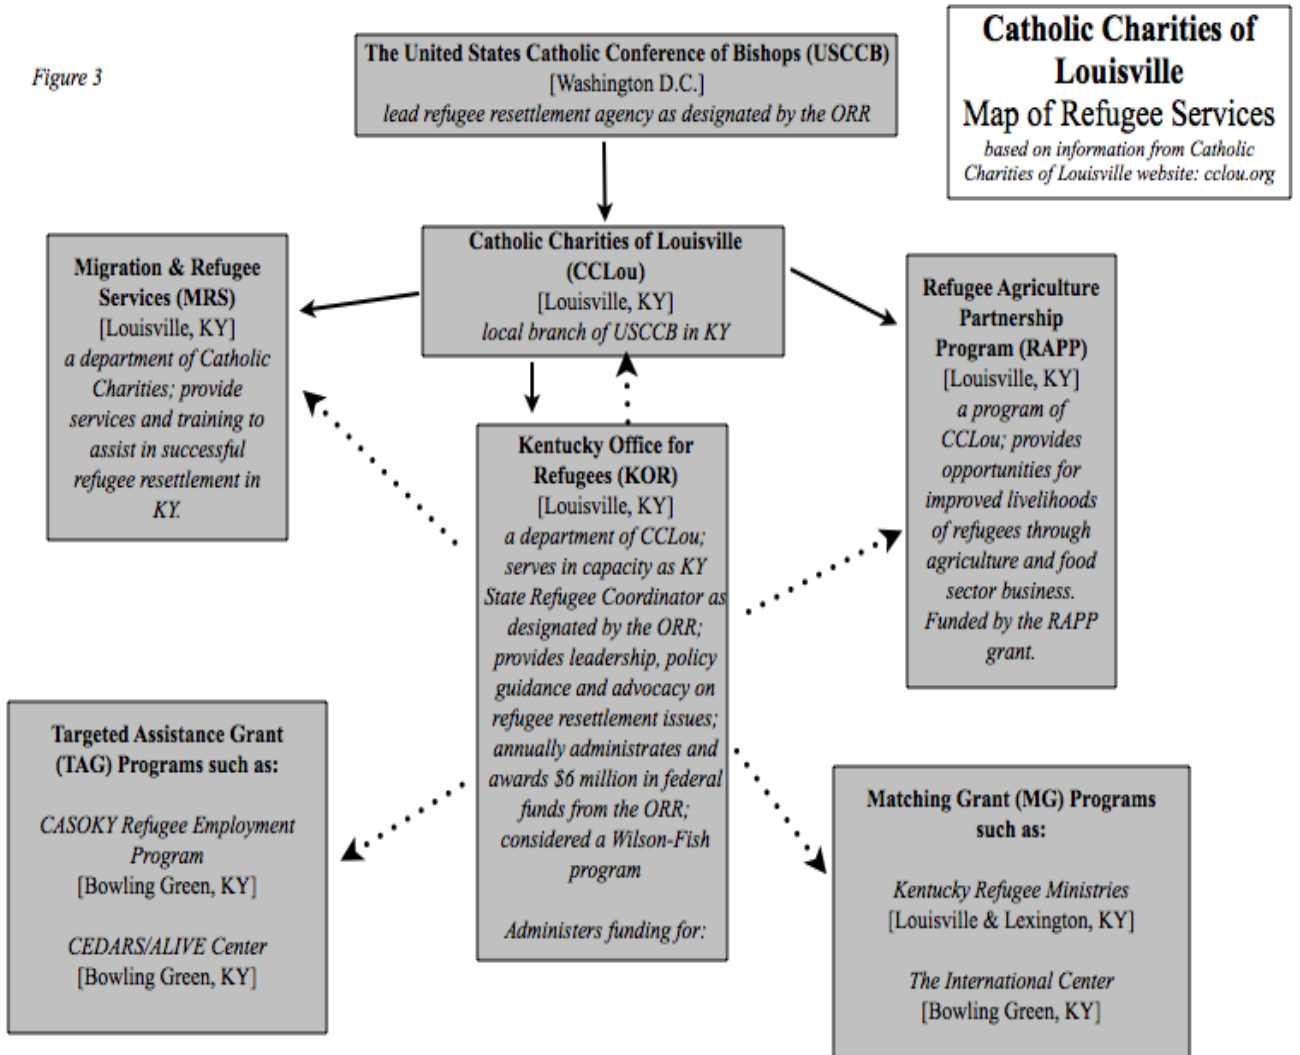 Figure 3
The United States Catholic Conference of Bishops (USCCB)
[Washington D.C.]
lead refugee resettlement agency as designated by the ORR
Catholic Charities of
Louisville
Map of Refugee Services
based on information from Catholic
Charities of Louisville website: cclou.org
Catholic Charities of Louisville
(CCLou)
[Louisville, KY]
local branch of USCCB in KY
Migration & Refugee
Services (MRS)
[Louisville, KY]
a department of Catholic
Charities; provide
services and training to
assist in successful
refugee resettlement in
KY.
Refugee Agriculture
Partnership
Program (RAPP)
[Louisville, KY]
a program of
CCLou; provides
opportunities for
improved livelihoods
of refugees through
agriculture and food
sector business.
Funded by the RAPP
grant.
Kentucky Office for
Refugees (KOR)
[Louisville, KY]
a department of CCLou;
serves in capacity as KY
State Refugee Coordinator as
designated by the ORR;
provides leadership, policy
guidance and advocacy on
refugee resettlement issues;
annually administrates and
awards $6 million in federal
funds from the ORR;
considered a Wilson-Fish
program
Administers funding for:
Targeted Assistance Grant
(TAG) Programs such as:
CASOKY Refugee Employment
Program
[Bowling Green, KY]
CEDARS/ALIVE Center
[Bowling Green, KY]
Matching Grant (MG) Programs
such as:
Kentucky Refugee Ministries
[Louisville & Lexington, KY]
The International Center
[Bowling Green, KY]